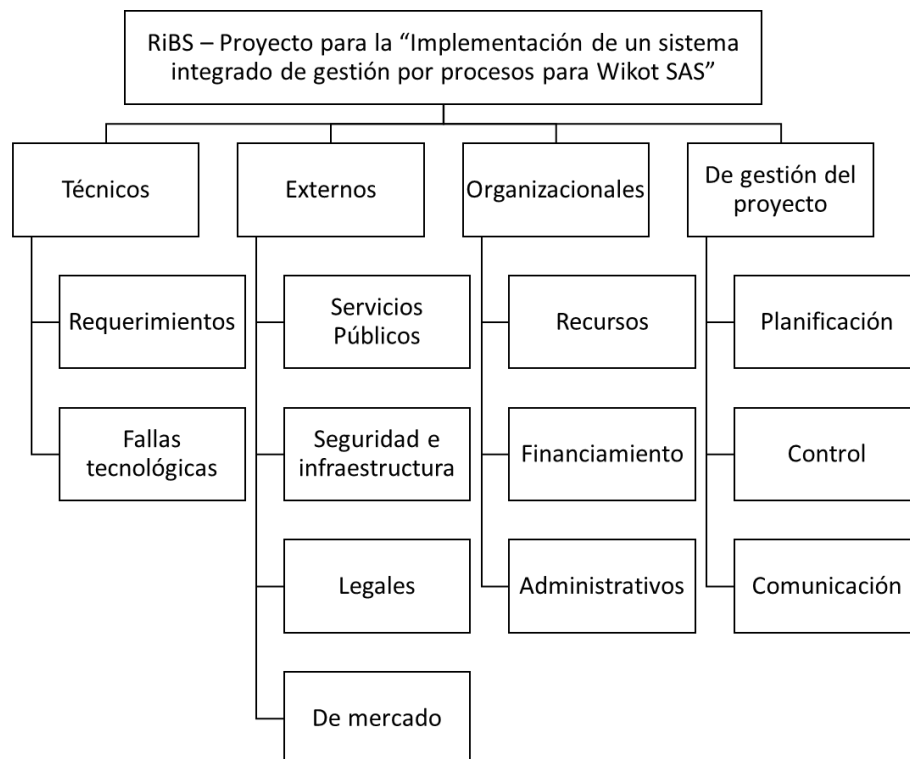 RiBS – Proyecto para la “Implementación de un sistema
integrado de gestión por procesos para Wikot SAS”
Técnicos
Requerimientos
Fallas
tecnológicas
Externos
Servicios
Públicos
Seguridad e
infraestructura
Legales
De mercado
Organizacionales
Recursos
Financiamiento
Administrativos
De gestión del
proyecto
Planificación
Control
Comunicación